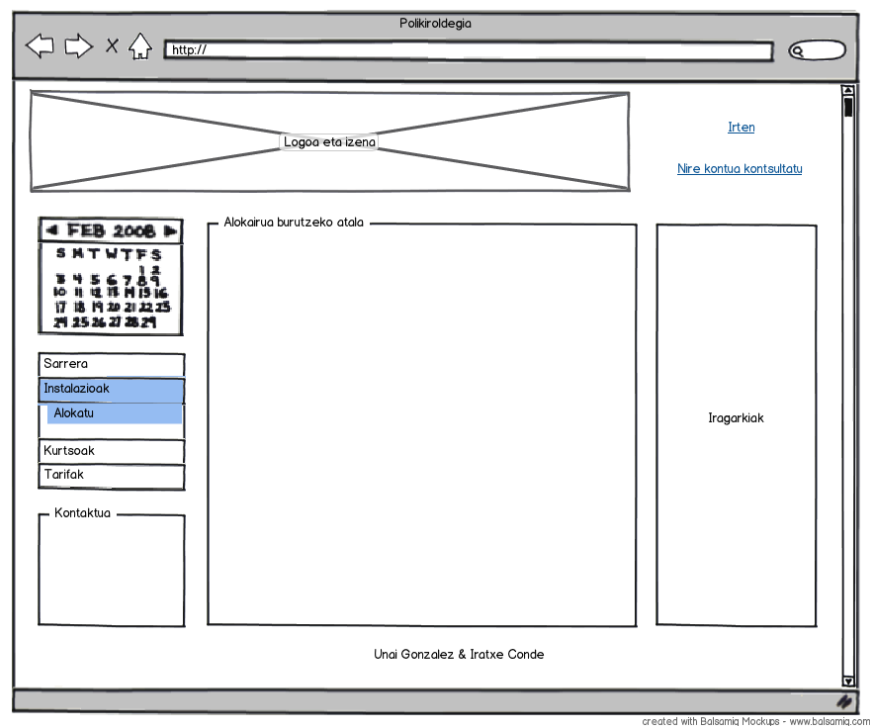 Polikiroldegia
http://
Logoa eta izena
Irten
Nire kontua kontsultatu
FEB 2008
S M T W T F S
1 2
3 4 5 6 7 8 9
10 11 12 13 14 15 16
17 18 19 20 21 22 23
24 25 26 27 28 29
Sarrera
Instalazioak
Alokatu
Kurtsoak
Tarifak
Kontaktua
Alokairua burutzeko atala
Iragarkiak
Unai Gonzalez & Iratxe Conde
created with Balsamiq Mockups - www.balsamiq.com